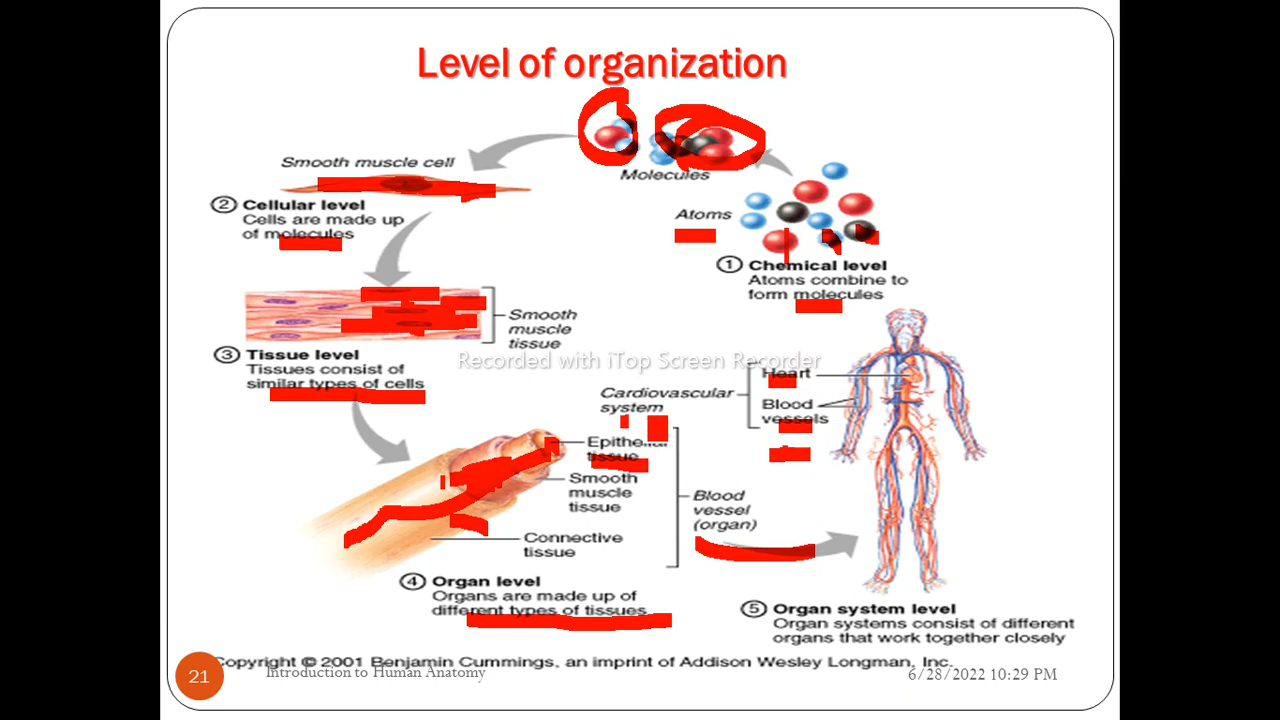 Level of organization
Smooth muscle cell
Molecules
② Cellular level
Cells are made up
of molecules
Atoms
① Chemical level
Atoms combine to
form molecules
Smooth
muscle
tissue
③ Tissue level
Tissues consist of
similar types of cells
Recorded with iTop Screen Recorder
Cardiovascular
system
Heart
Blood
vessels
Epithelial
tissue
Smooth
muscle
tissue
Blood
vessel
(organ)
Connective
tissue
④ Organ level
Organs are made up of
different types of tissues
⑤ Organ system level
Organ systems consist of different
organs that work together closely
Copyright © 2001 Benjamin Cummings, an imprint of Addison Wesley Longman, Inc.
21
Introduction to Human Anatomy
6/28/2022 10:29 PM